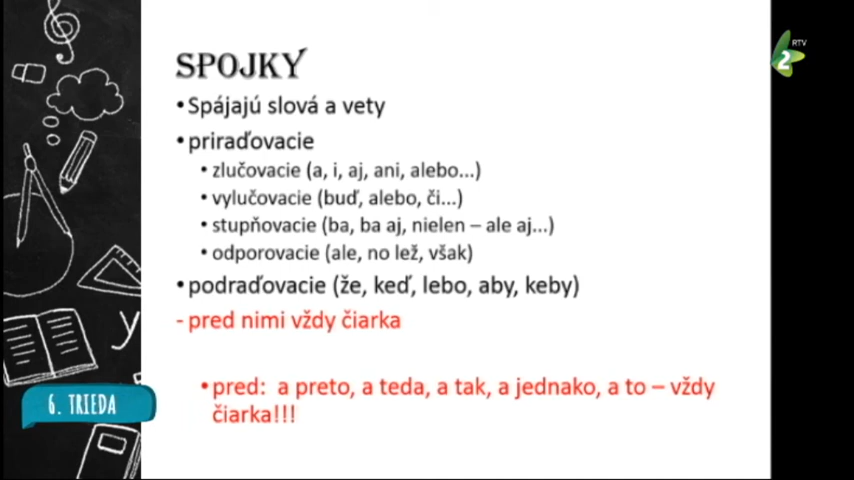 SPOJKY
•Spájajú slová a vety
•priraďovacie
•zlučovacie (a, i, aj, ani, alebo...)
•vylučovacie (buď, alebo, či...)
•stupňovacie (ba, ba aj, nielen – ale aj...)
•odporovacie (ale, no lež, však)
•podraďovacie (že, keď, lebo, aby, keby)
- pred nimi vždy čiarka
•pred: a preto, a teda, a tak, a jednako, a to – vždy
čiarka!!!
6. TRIEDA
RTV
2
y